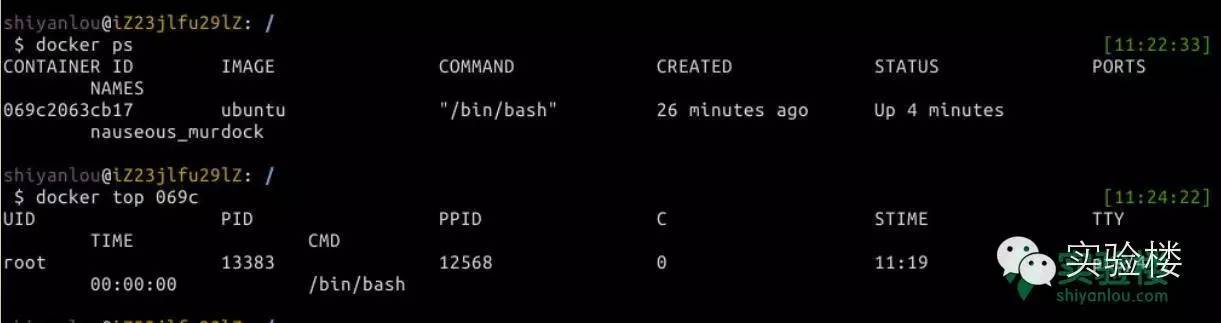 shiyanlou@iZ23jlfu29lZ: /
$ docker ps [11:22:33]
CONTAINER ID IMAGE COMMAND CREATED STATUS PORTS
NAMES
069c2063cb17 ubuntu "/bin/bash" 26 minutes ago Up 4 minutes
nauseous_murdock
shiyanlou@iZ23jlfu29lZ: /
$ docker top 069c [11:24:22]
UID PID PPID C STIME TTY
TIME CMD
root 13383 12568 0 11:19
00:00:00 /bin/bash
实验楼
shiyanlou.com